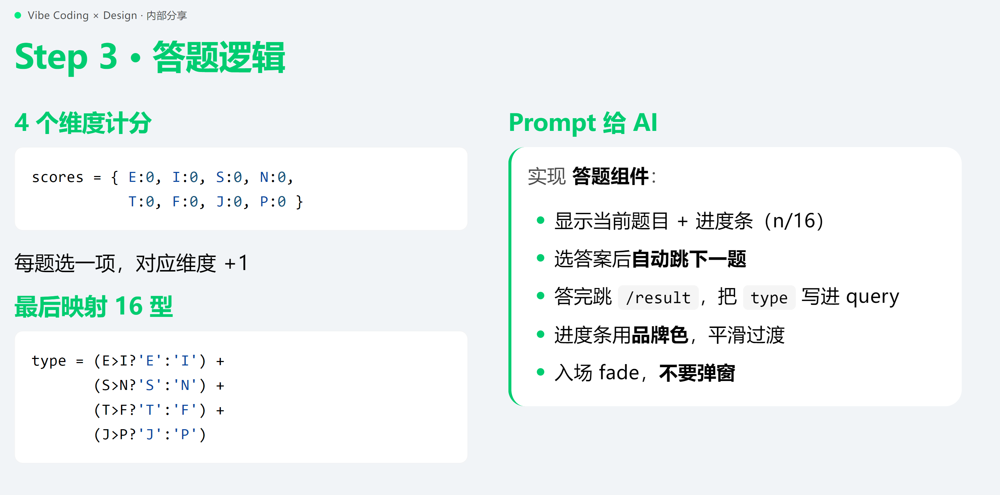 Vibe Coding × Design · 内部分享
Step 3 • 答题逻辑
4 个维度计分
scores = { E:0, I:0, S:0, N:0,
T:0, F:0, J:0, P:0 }
每题选一项，对应维度 +1
最后映射 16 型
type = (E>I?'E':'I') +
(S>N?'S':'N') +
(T>F?'T':'F') +
(J>P?'J':'P')
Prompt 给 AI
实现 答题组件：
显示当前题目 + 进度条（n/16）
选答案后自动跳下一题
答完跳 /result，把 type 写进 query
进度条用品牌色，平滑过渡
入场 fade，不要弹窗